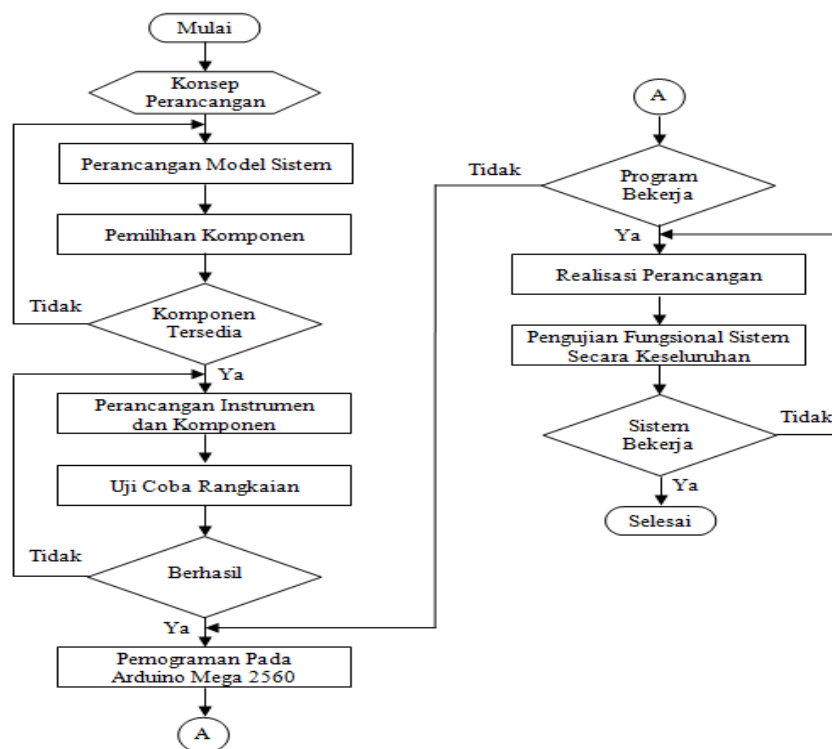 Mulai
Konsep
Perancangan
Perancangan Model Sistem
Pemilihan Komponen
Tidak
Komponen
Tersedia
Ya
Perancangan Instrumen
dan Komponen
Uji Coba Rangkaian
Tidak
Berhasil
Ya
Pemograman Pada
Arduino Mega 2560
A
A
Tidak
Program
Bekerja
Ya
Realisasi Perancangan
Pengujian Fungsional Sistem
Secara Keseluruhan
Tidak
Sistem
Bekerja
Ya
Selesai